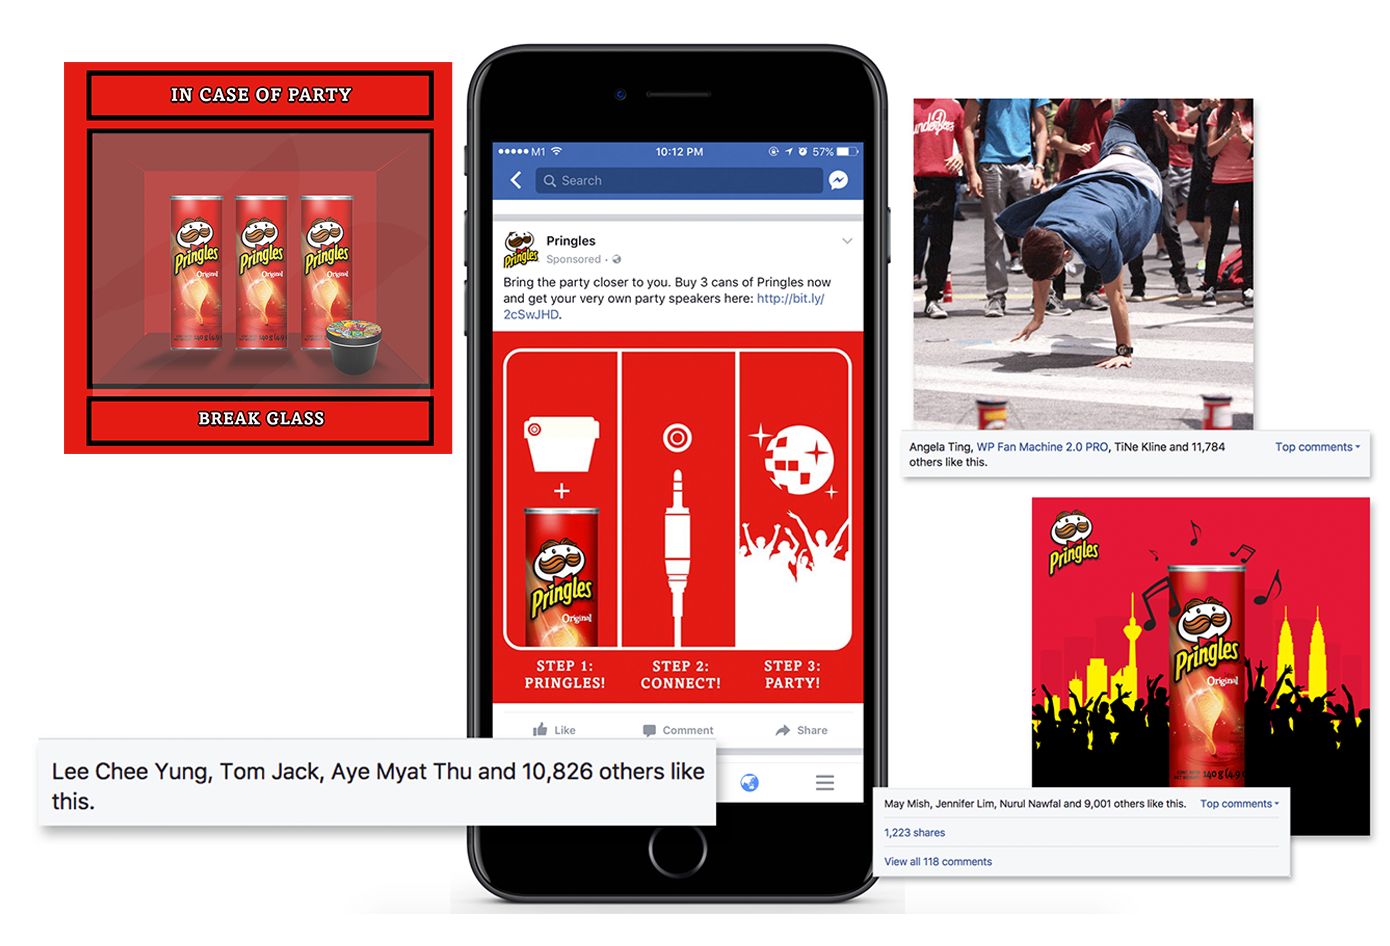 IN CASE OF PARTY
Pringles
Original
Pringles
Original
Pringles
Original
BREAK GLASS
M1
10:12 PM
57%
Search
Pringles
Sponsored
Bring the party closer to you. Buy 3 cans of Pringles now
and get your very own party speakers here: http://bit.ly/
2cSwJHD.
Pringles
Pringles
Original
STEP 1:
PRINGLES!
STEP 2:
CONNECT!
STEP 3:
PARTY!
Like
Comment
Share
Lee Chee Yung, Tom Jack, Aye Myat Thu and 10,826 others like
this.
Angela Ting, WP Fan Machine 2.0 PRO, TiNe Kline and 11,784
others like this.
Top comments
Pringles
Pringles
Original
140 g (4.9
May Mish, Jennifer Lim, Nurul Nawfal and 9,001 others like this.
Top comments
1,223 shares
View all 118 comments